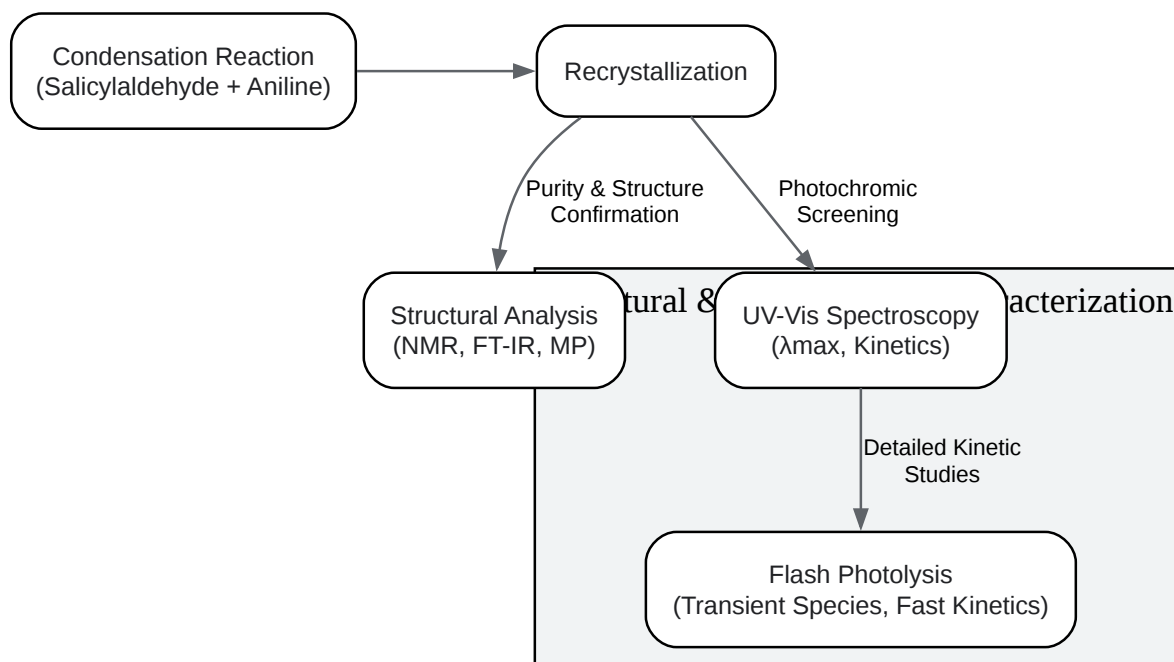 Condensation Reaction
(Salicylaldehyde + Aniline)
Recrystallization
Purity & Structure
Confirmation
Photochromic
Screening
tural &
acterization
Structural Analysis
(NMR, FT-IR, MP)
UV-Vis Spectroscopy
(λmax, Kinetics)
Detailed Kinetic
Studies
Flash Photolysis
(Transient Species, Fast Kinetics)